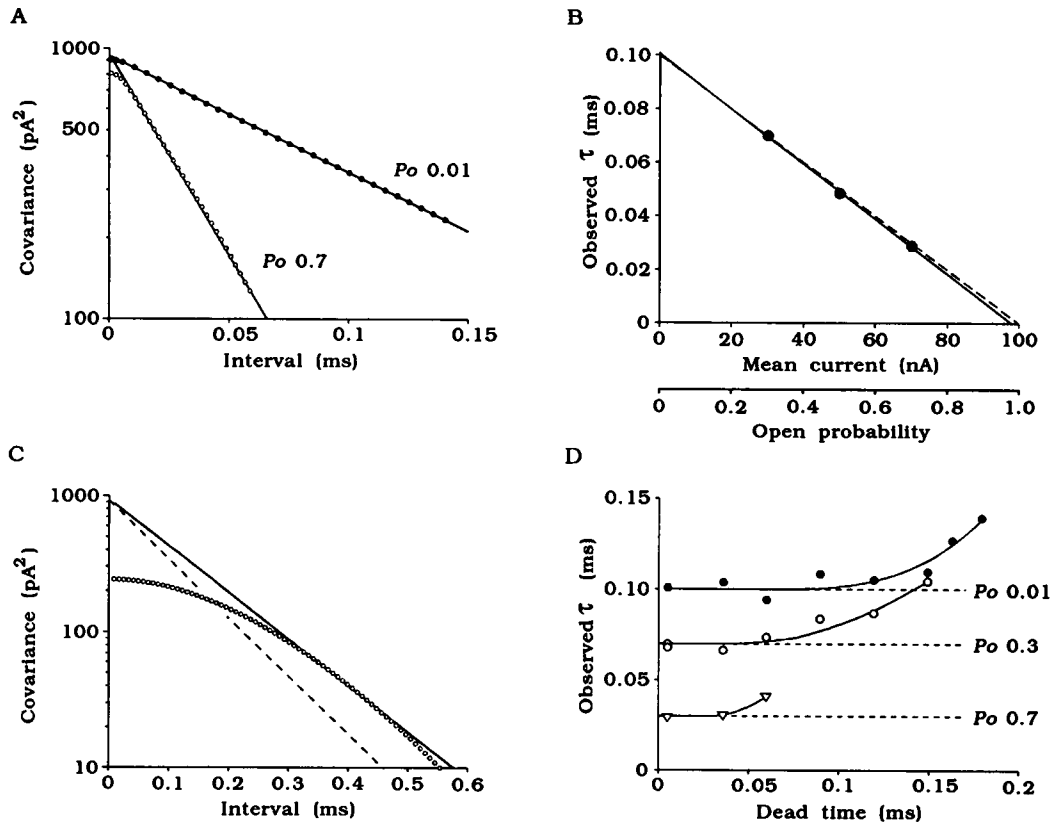 A
1000
500
100
Covariance (pA²)
Po 0.01
Po 0.7
0 0.05 0.1 0.15
Interval (ms)
B
0.10
0.08
0.06
0.04
0.02
0
Observed τ (ms)
0 20 40 60 80 100
Mean current (nA)
0 0.2 0.4 0.6 0.8 1.0
Open probability
C
1000
100
10
Covariance (pA²)
0 0.1 0.2 0.3 0.4 0.5 0.6
Interval (ms)
D
0.15
0.10
0.05
0
Observed τ (ms)
Po 0.01
Po 0.3
Po 0.7
0 0.05 0.1 0.15 0.2
Dead time (ms)